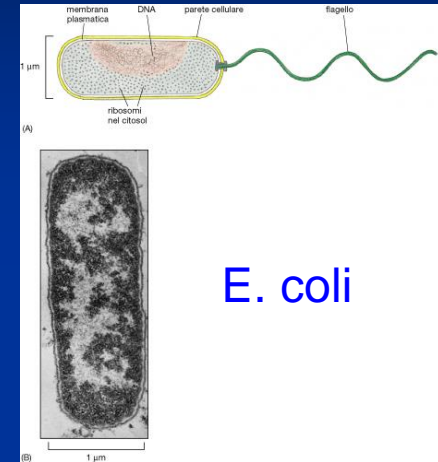 membrana
plasmatica
DNA
parete cellulare
flagello
1 μm
ribosomi
nel citosol
(A)
E. coli
(B)
1 μm